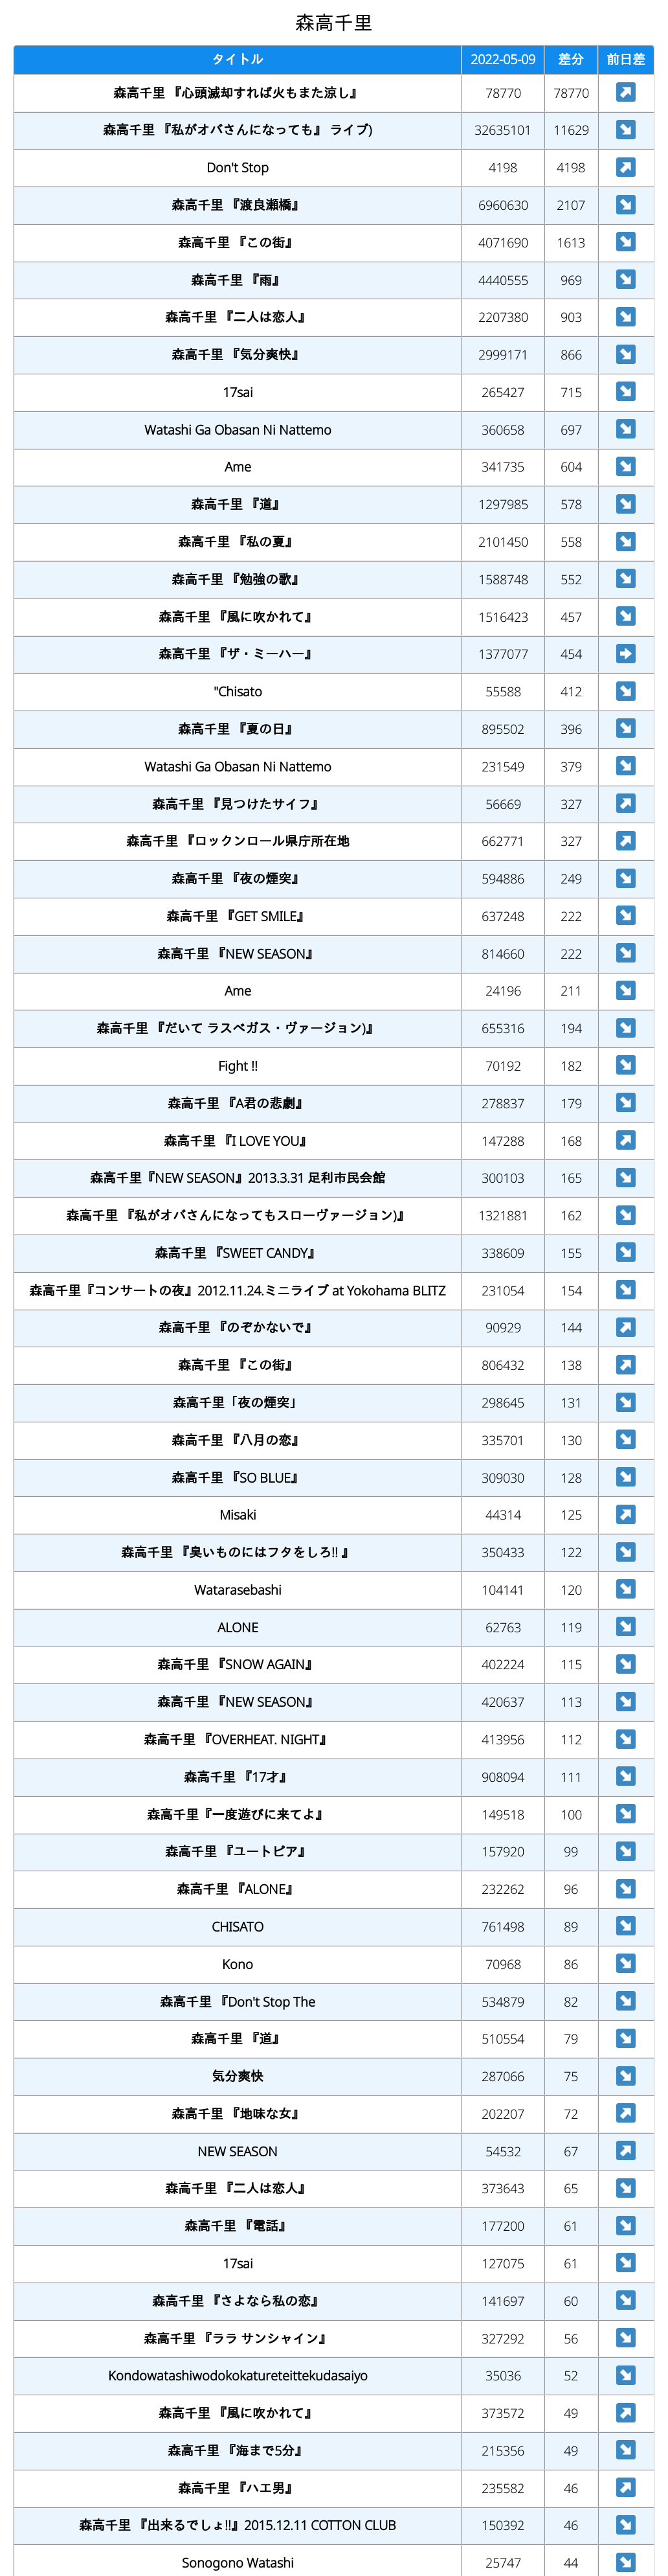 森高千里
タイトル 2022-05-09 差分 前日差
森高千里 『心頭滅却すれば火もまた涼し』 78770 78770
森高千里 『私がオバさんになっても』 ライブ) 32635101 11629
Don't Stop 4198 4198
森高千里 『渡良瀬橋』 6960630 2107
森高千里 『この街』 4071690 1613
森高千里 『雨』 4440555 969
森高千里 『二人は恋人』 2207380 903
森高千里 『気分爽快』 2999171 866
17sai 265427 715
Watashi Ga Obasan Ni Nattemo 360658 697
Ame 341735 604
森高千里 『道』 1297985 578
森高千里 『私の夏』 2101450 558
森高千里 『勉強の歌』 1588748 552
森高千里 『風に吹かれて』 1516423 457
森高千里 『ザ・ミーハー』 1377077 454
"Chisato 55588 412
森高千里 『夏の日』 895502 396
Watashi Ga Obasan Ni Nattemo 231549 379
森高千里 『見つけたサイフ』 56669 327
森高千里 『ロックンロール県庁所在地 662771 327
森高千里 『夜の煙突』 594886 249
森高千里 『GET SMILE』 637248 222
森高千里 『NEW SEASON』 814660 222
Ame 24196 211
森高千里 『だいて ラスベガス・ヴァージョン)』 655316 194
Fight !! 70192 182
森高千里 『A君の悲劇』 278837 179
森高千里 『I LOVE YOU』 147288 168
森高千里『NEW SEASON』2013.3.31 足利市民会館 300103 165
森高千里 『私がオバさんになってもスローヴァージョン)』 1321881 162
森高千里 『SWEET CANDY』 338609 155
森高千里『コンサートの夜』2012.11.24.ミニライブ at Yokohama BLITZ 231054 154
森高千里 『のぞかないで』 90929 144
森高千里 『この街』 806432 138
森高千里「夜の煙突」 298645 131
森高千里 『八月の恋』 335701 130
森高千里 『SO BLUE』 309030 128
Misaki 44314 125
森高千里 『臭いものにはフタをしろ!! 』 350433 122
Watarasebashi 104141 120
ALONE 62763 119
森高千里 『SNOW AGAIN』 402224 115
森高千里 『NEW SEASON』 420637 113
森高千里 『OVERHEAT. NIGHT』 413956 112
森高千里 『17才』 908094 111
森高千里『一度遊びに来てよ』 149518 100
森高千里 『ユートピア』 157920 99
森高千里 『ALONE』 232262 96
CHISATO 761498 89
Kono 70968 86
森高千里 『Don't Stop The 534879 82
森高千里 『道』 510554 79
気分爽快 287066 75
森高千里 『地味な女』 202207 72
NEW SEASON 54532 67
森高千里 『二人は恋人』 373643 65
森高千里 『電話』 177200 61
17sai 127075 61
森高千里 『さよなら私の恋』 141697 60
森高千里 『ララ サンシャイン』 327292 56
Kondowatashiwodokokatureteittekudasaiyo 35036 52
森高千里 『風に吹かれて』 373572 49
森高千里 『海まで5分』 215356 49
森高千里 『ハエ男』 235582 46
森高千里 『出来るでしょ!!』2015.12.11 COTTON CLUB 150392 46
Sonogono Watashi 25747 44